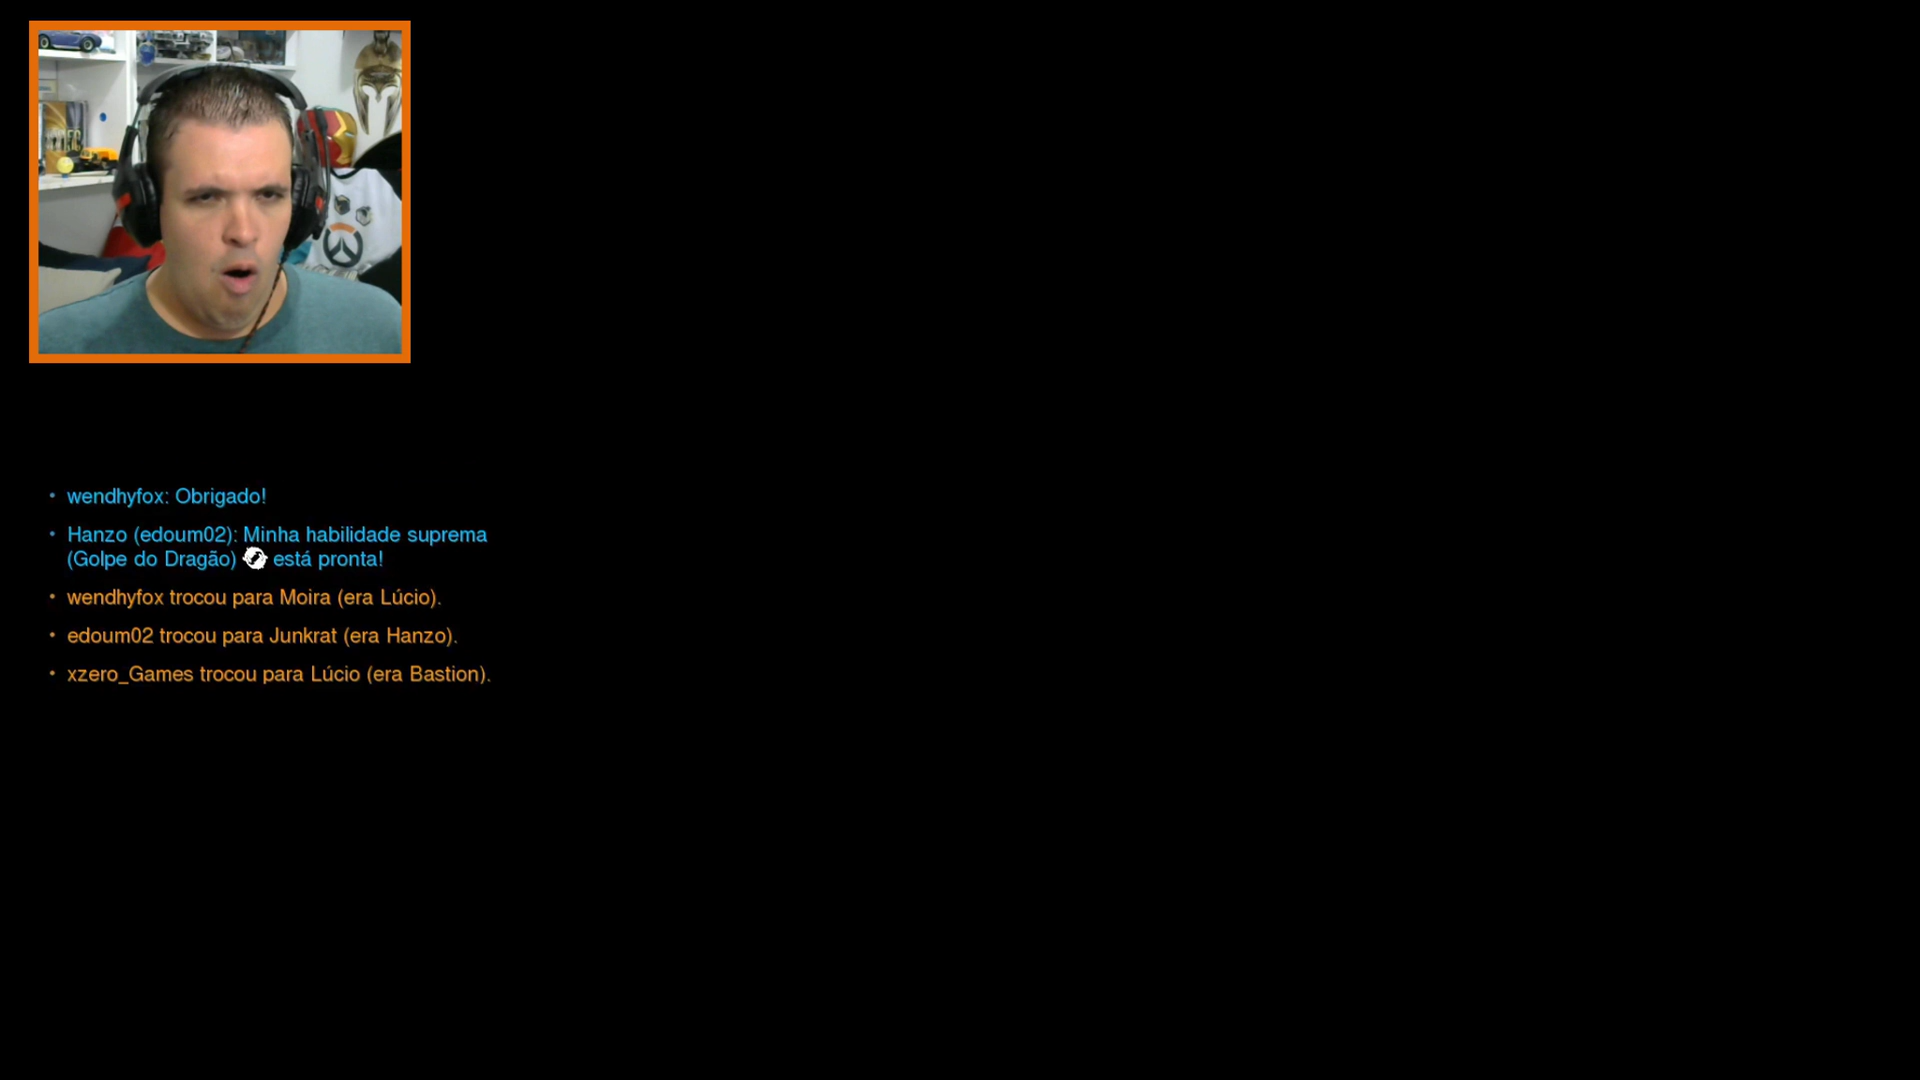 wendhyfox: Obrigado!
Hanzo (edoum02): Minha habilidade suprema
(Golpe do Dragão) está pronta!
wendhyfox trocou para Moira (era Lúcio).
edoum02 trocou para Junkrat (era Hanzo).
xzero_Games trocou para Lúcio (era Bastion).